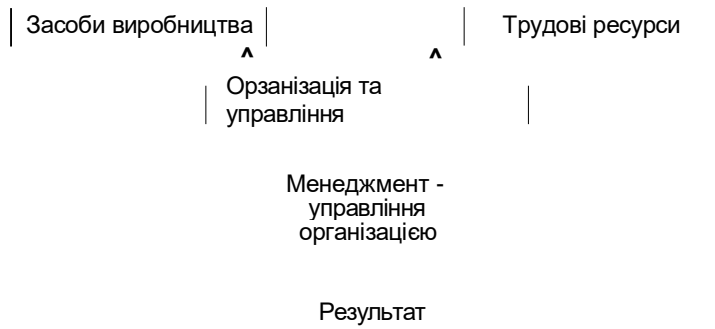 Засоби виробництва Трудові ресурси
Орзанізація та
управління
Менеджмент -
управління
організацією
Результат